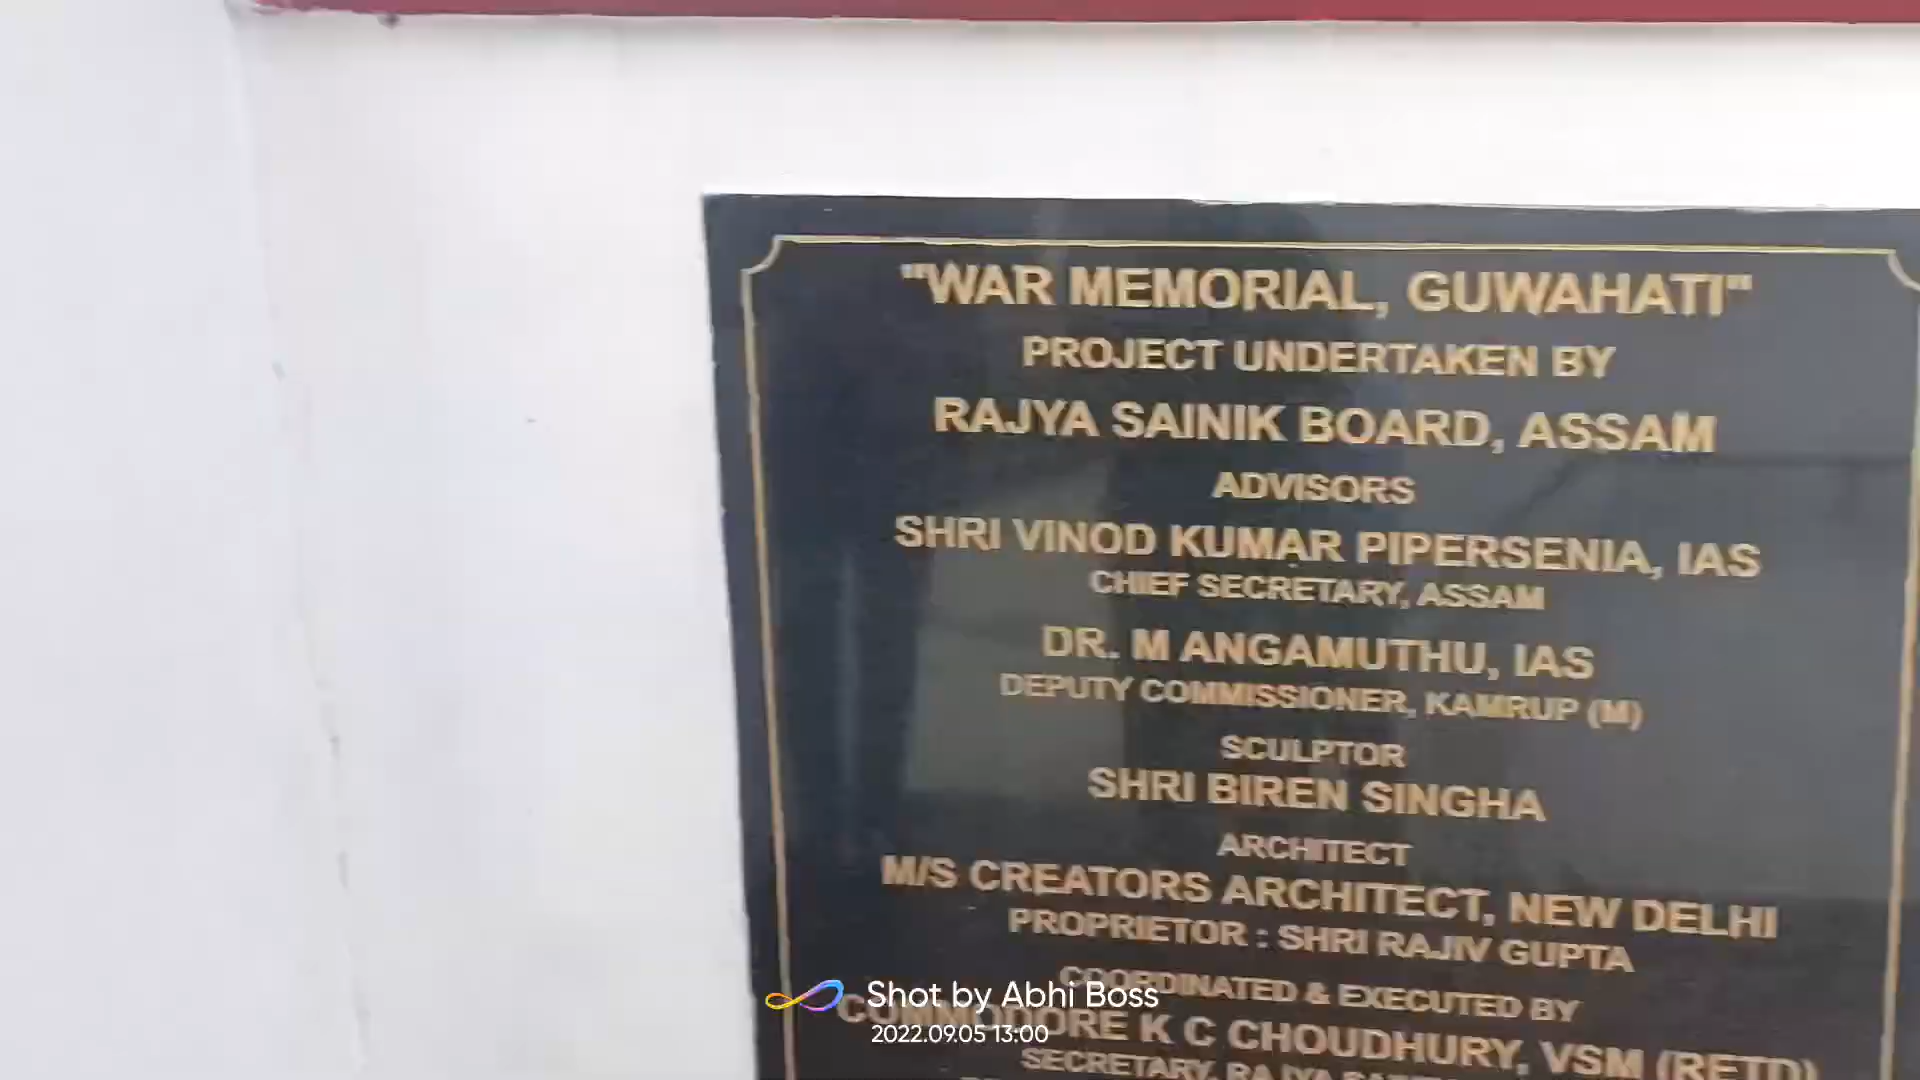 "WAR MEMORIAL, GUWAHATI"
PROJECT UNDERTAKEN BY
RAJYA SAINIK BOARD, ASSAM
ADVISORS
SHRI VINOD KUMAR PIPERSENIA, IAS
CHIEF SECRETARY, ASSAM
DR. M ANGAMUTHU, IAS
DEPUTY COMMISSIONER, KAMRUP (M)
SCULPTOR
SHRI BIREN SINGHA
ARCHITECT
M/S CREATORS ARCHITECT, NEW DELHI
PROPRIETOR : SHRI RAJIV GUPTA
COORDINATED & EXECUTED BY
COMMODORE K C CHOUDHURY, VSM (RETD)
SECRETARY, RAJYA
Shot by Abhi Boss
2022.09.05 13:00